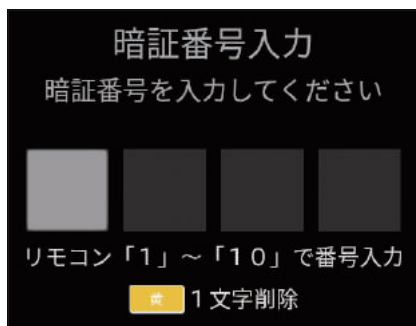 暗証番号入力
暗証番号を入力してください
リモコン「1」～「１０」で番号入力
黄 1文字削除